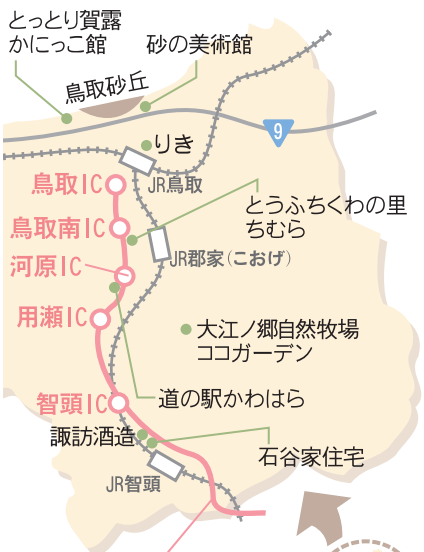 とっとり賀露
かにっこ館
砂の美術館
鳥取砂丘
9
りき
JR鳥取
鳥取IC
とうふちくわの里
ちむら
鳥取南IC
JR郡家(こおげ)
河原IC
用瀬IC
大江ノ郷自然牧場
ココガーデン
道の駅かわはら
智頭IC
諏訪酒造
石谷家住宅
JR智頭